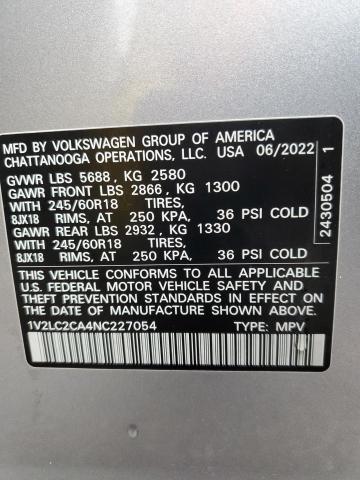 MFD BY VOLKSWAGEN GROUP OF AMERICA
CHATTANOOGA OPERATIONS, LLC. USA 06/2022
GVWR LBS 5688, KG 2580
GAWR FRONT LBS 2866, KG 1300
WITH 245/60R18 TIRES,
8JX18 RIMS, AT 250 KPA, 36 PSI COLD
GAWR REAR LBS 2932, KG 1330
WITH 245/60R18 TIRES,
8JX18 RIMS, AT 250 KPA, 36 PSI COLD
THIS VEHICLE CONFORMS TO ALL APPLICABLE
U.S. FEDERAL MOTOR VEHICLE SAFETY AND
THEFT PREVENTION STANDARDS IN EFFECT ON
THE DATE OF MANUFACTURE SHOWN ABOVE.
1V2LC2CA4NC227054 TYPE: MPV
2430504 1